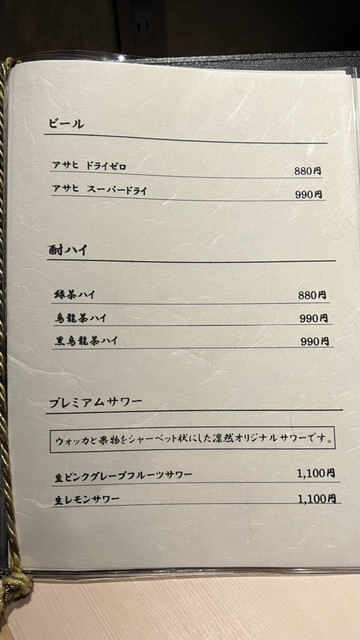 ビール
アサヒ ドライゼロ 880円
アサヒ スーパードライ 990円
酎ハイ
緑茶ハイ 880円
烏龍茶ハイ 990円
黒烏龍茶ハイ 990円
プレミアムサワー
ウォッカと果物をシャーベット状にした凛然オリジナルサワーです。
生ピンクグレープフルーツサワー 1,100円
生レモンサワー 1,100円